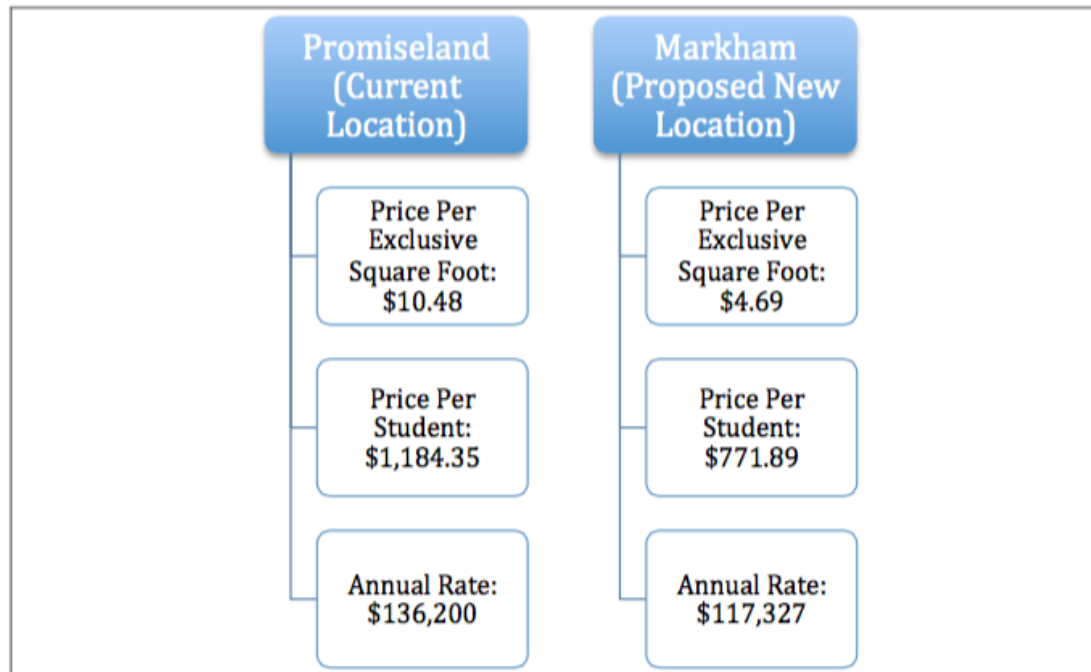 Promiseland
(Current
Location)
Price Per
Exclusive
Square Foot:
$10.48
Price Per
Student:
$1,184.35
Annual Rate:
$136,200
Markham
(Proposed New
Location)
Price Per
Exclusive
Square Foot:
$4.69
Price Per
Student:
$771.89
Annual Rate:
$117,327